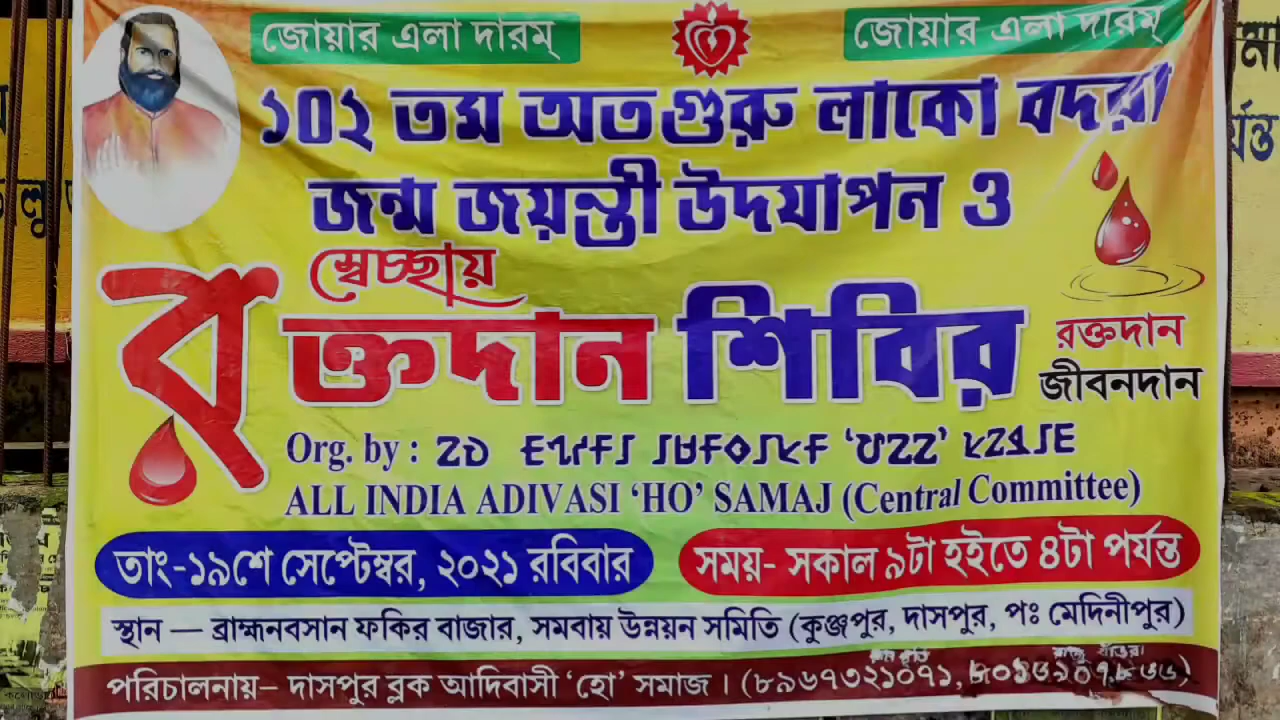 জোয়ার এলা দারম্ জোয়ার এলা দারম্
১০২ তম অতগুরু লাকো বদরা
জন্ম জয়ন্তী উদযাপন ও
স্বেচ্ছায়
রক্তদান শিবির
রক্তদান
জীবনদান
Org. by :
ALL INDIA ADIVASI ‘HO’ SAMAJ (Central Committee)
তাং-১৯শে সেপ্টেম্বর, ২০২১ রবিবার সময়- সকাল ৯টা হইতে ৪টা পর্যন্ত
স্থান — ব্রাহ্মনবসান ফকির বাজার, সমবায় উন্নয়ন সমিতি (কুঞ্জপুর, দাসপুর, পঃ মেদিনীপুর)
পরিচালনায়– দাসপুর ব্লক আদিবাসী ‘হো’ সমাজ । (৮৯৬৭৩২১০৭১,